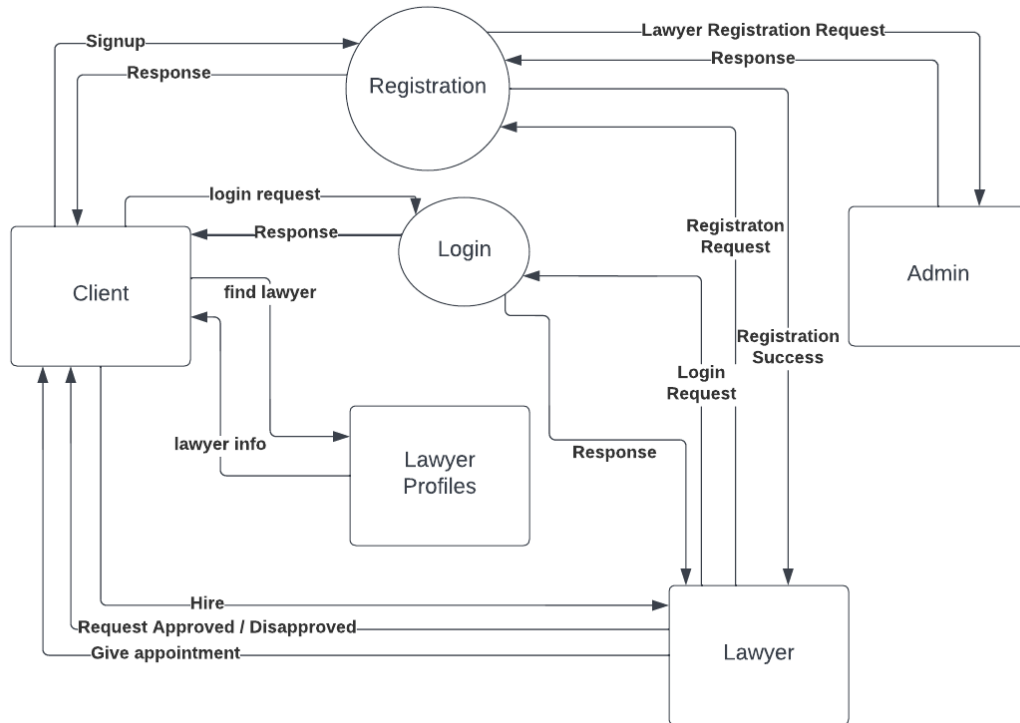 Signup
Lawyer Registration Request
Response
Response
Registration
login request
Response
Login
Registraton
Request
Client
find lawyer
Admin
Registration
Success
Login
Request
lawyer info
Lawyer
Profiles
Response
Hire
Request Approved / Disapproved
Give appointment
Lawyer